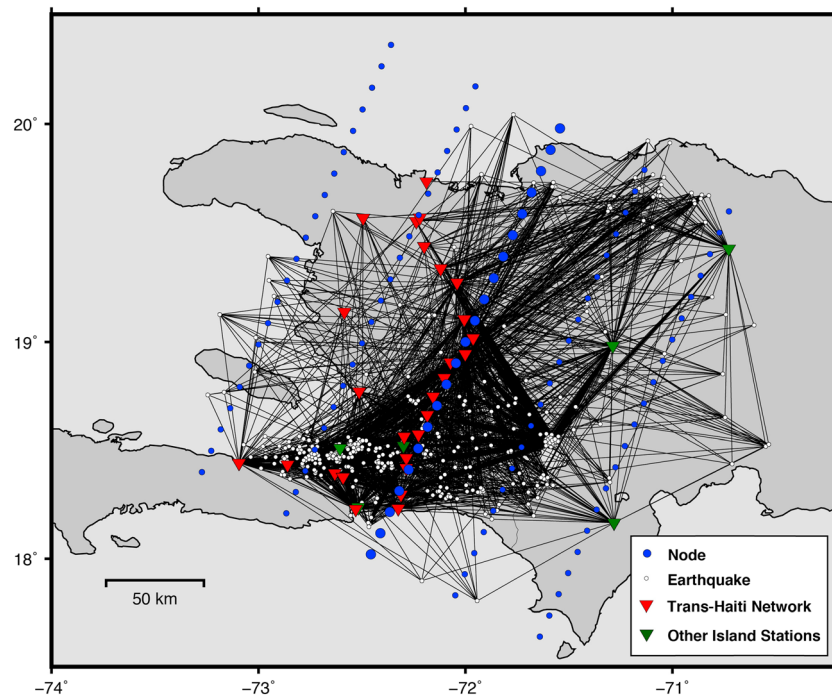 20°
19°
18°
50 km
Node
Earthquake
Trans-Haiti Network
Other Island Stations
−74°
−73°
−72°
−71°